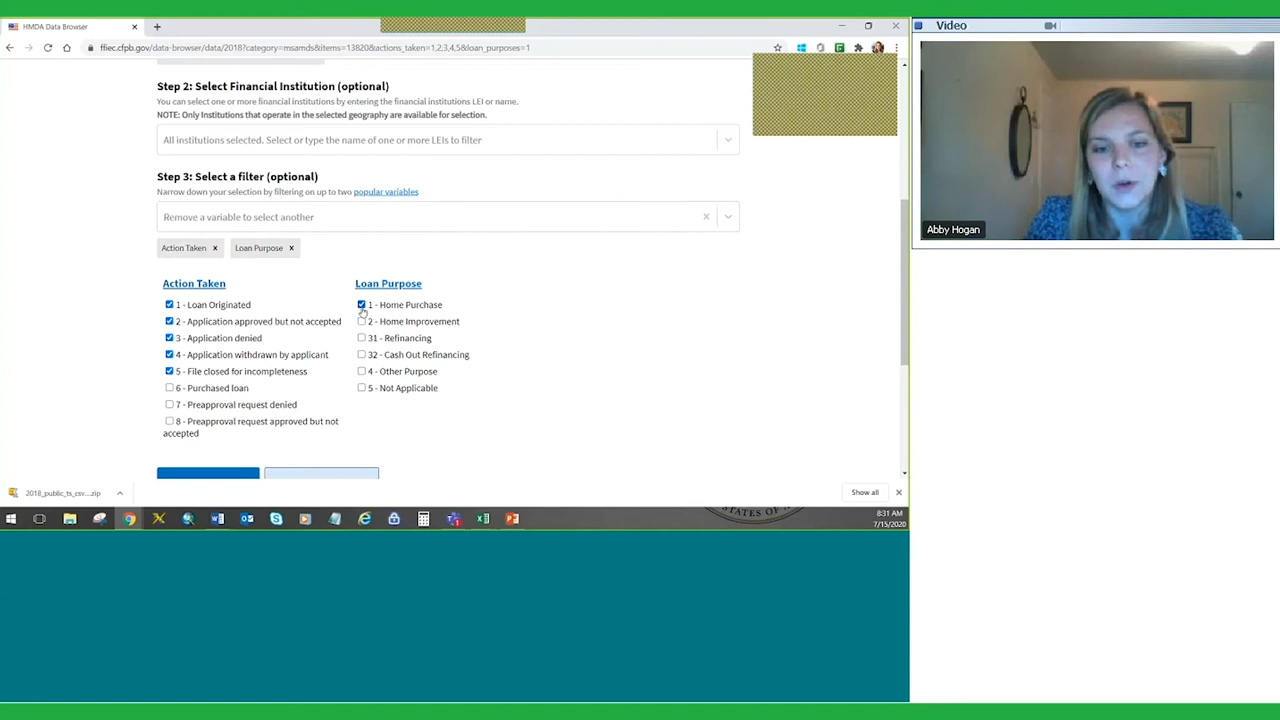 HMDA Data Browser
ffiec.cfpb.gov/data-browser/data/2018?category=msamds&items=13820&actions_taken=1,2,3,4,5&loan_purposes=1
Step 2: Select Financial Institution (optional)
You can select one or more financial institutions by entering the financial institutions LEI or name.
NOTE: Only Institutions that operate in the selected geography are available for selection.
All institutions selected. Select or type the name of one or more LEIs to filter
Step 3: Select a filter (optional)
Narrow down your selection by filtering on up to two popular variables
Remove a variable to select another
Action Taken x Loan Purpose x
Action Taken
1 - Loan Originated
2 - Application approved but not accepted
3 - Application denied
4 - Application withdrawn by applicant
5 - File closed for incompleteness
6 - Purchased loan
7 - Preapproval request denied
8 - Preapproval request approved but not
accepted
Loan Purpose
1 - Home Purchase
2 - Home Improvement
31 - Refinancing
32 - Cash Out Refinancing
4 - Other Purpose
5 - Not Applicable
2018_public_ts_csv....zip
Show all
8:31 AM
7/15/2020
Video
Abby Hogan